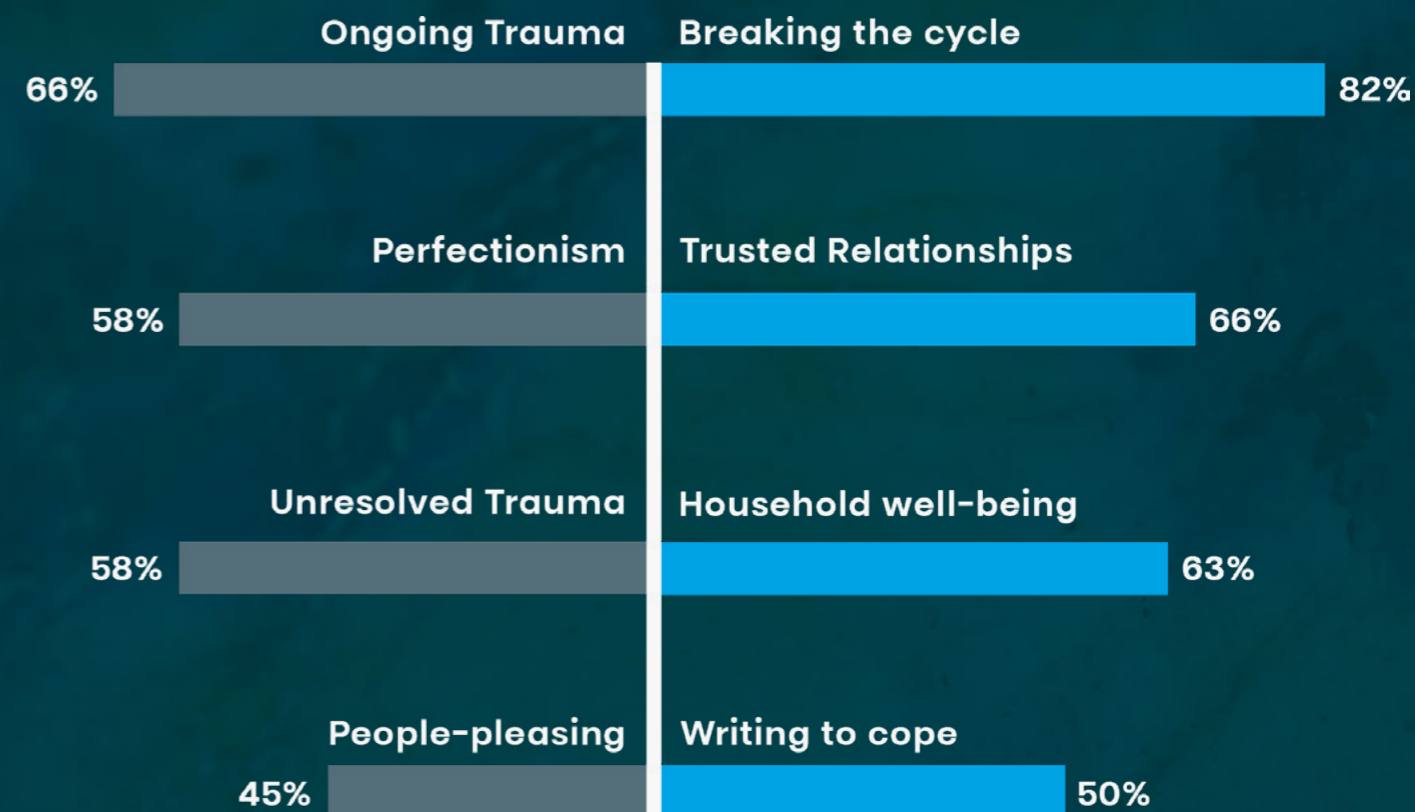 Ongoing Trauma Breaking the cycle
66% 82%
Perfectionism Trusted Relationships
58% 66%
Unresolved Trauma Household well-being
58% 63%
People-pleasing Writing to cope
45% 50%